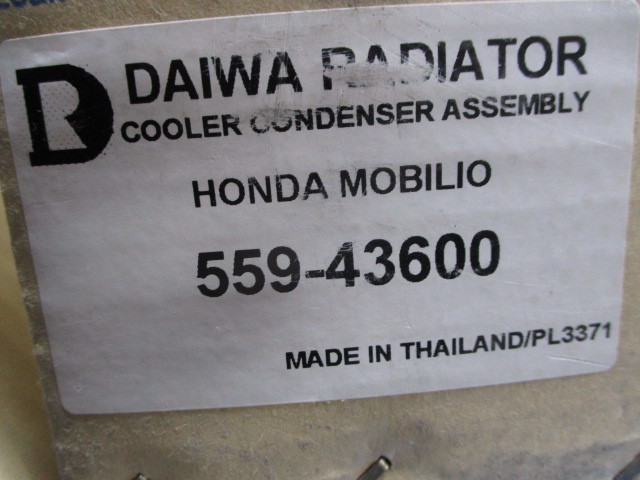 DAIWA RADIATOR
COOLER CONDENSER ASSEMBLY
HONDA MOBILIO
559-43600
MADE IN THAILAND/PL3371